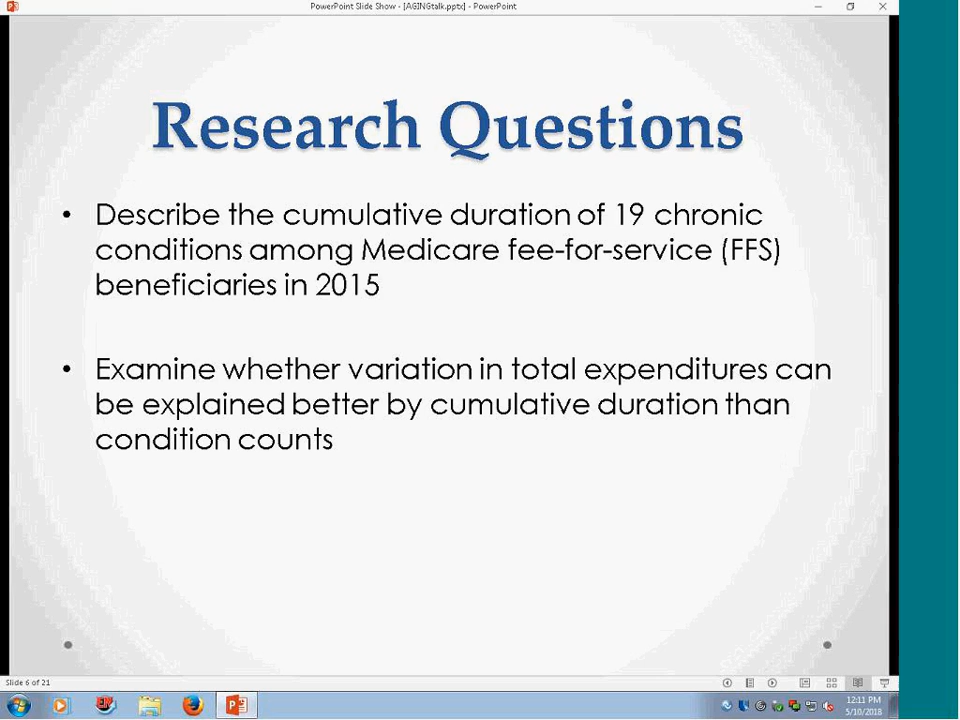 PowerPoint Slide Show - [AGINGtalk.pptx] - PowerPoint
Research Questions
• Describe the cumulative duration of 19 chronic
conditions among Medicare fee-for-service (FFS)
beneficiaries in 2015
• Examine whether variation in total expenditures can
be explained better by cumulative duration than
condition counts
Slide 6 of 21
12:11 PM
5/10/2018